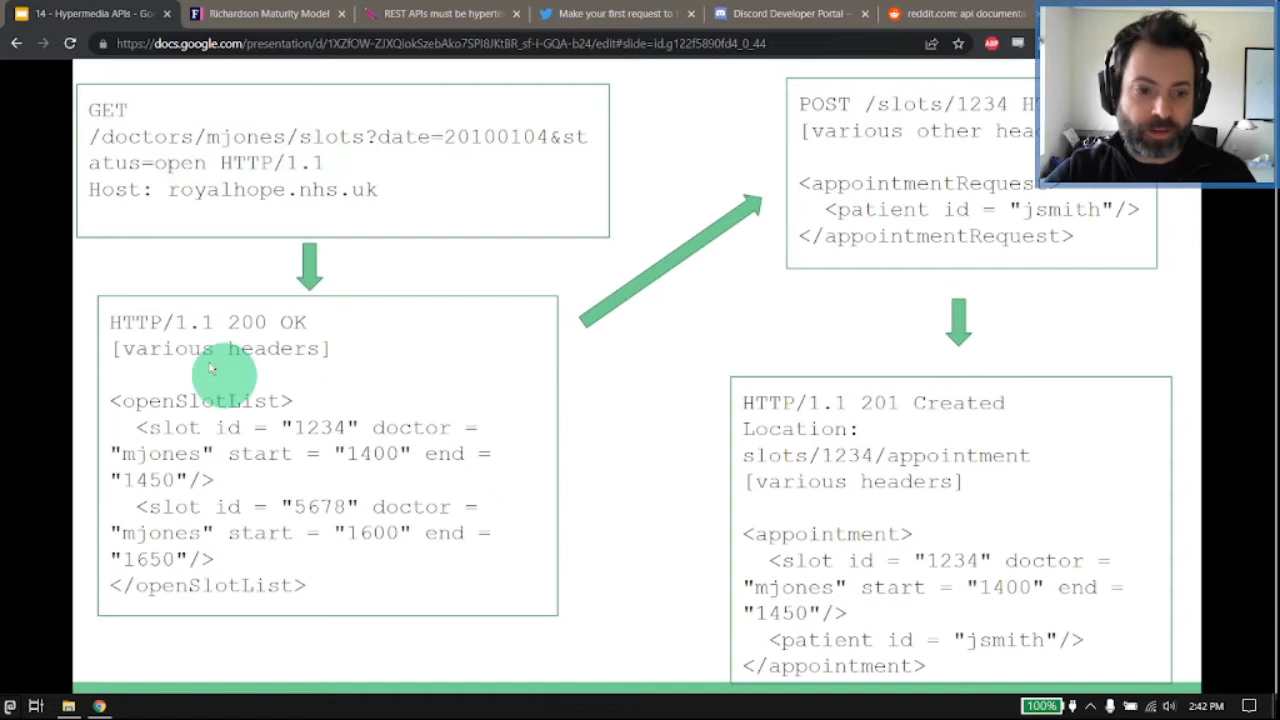 14 - Hypermedia APIs - Goo
Richardson Maturity Model
REST APIs must be hyperte
Make your first request to t
Discord Developer Portal —
reddit.com: api documenta
https://docs.google.com/presentation/d/1XZfOW-ZJXQiokSzebAko7SPI8JKtBR_sf-i-GQA-b24/edit#slide=id.g122f5890fd4_0_44
ABP
GET
/doctors/mjones/slots?date=20100104&st
atus=open HTTP/1.1
Host: royalhope.nhs.uk
HTTP/1.1 200 OK
[various headers]
<openSlotList>
<slot id = "1234" doctor =
"mjones" start = "1400" end =
"1450"/>
<slot id = "5678" doctor =
"mjones" start = "1600" end =
"1650"/>
</openSlotList>
POST /slots/1234 H
[various other hea
<appointmentReques
<patient id = "jsmith"/>
</appointmentRequest>
HTTP/1.1 201 Created
Location:
slots/1234/appointment
[various headers]
<appointment>
<slot id = "1234" doctor =
"mjones" start = "1400" end =
"1450"/>
<patient id = "jsmith"/>
</appointment>
100%
2:42 PM